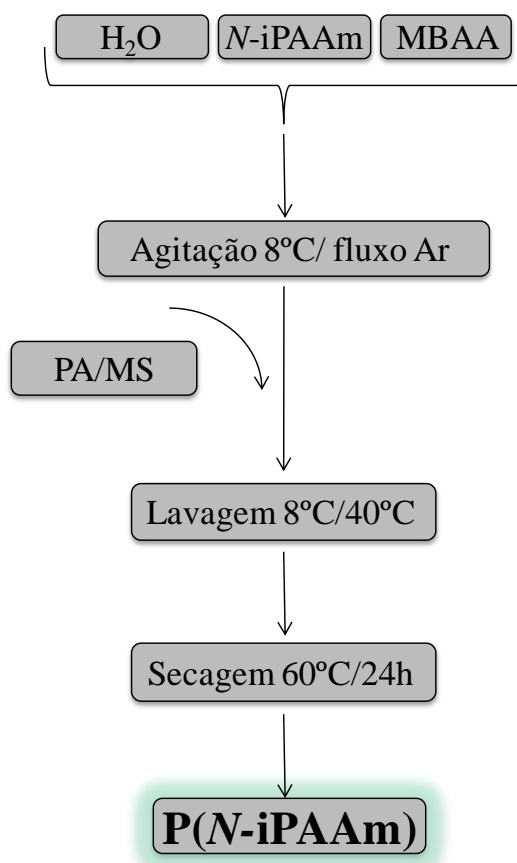 H₂O N-iPAAm MBAA
Agitação 8ºC/ fluxo Ar
PA/MS
Lavagem 8ºC/40ºC
Secagem 60ºC/24h
P(N-iPAAm)